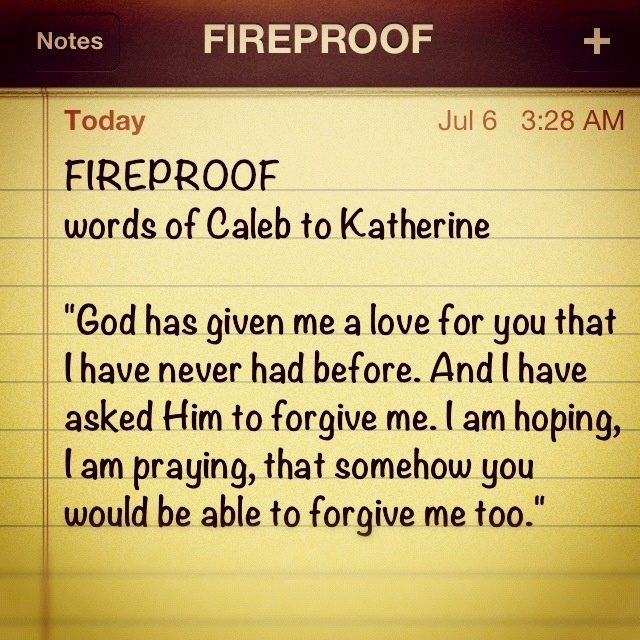 Notes FIREPROOF +
Today Jul 6 3:28 AM
FIREPROOF
words of Caleb to Katherine
"God has given me a love for you that
I have never had before. And I have
asked Him to forgive me. I am hoping,
I am praying, that somehow you
would be able to forgive me too."